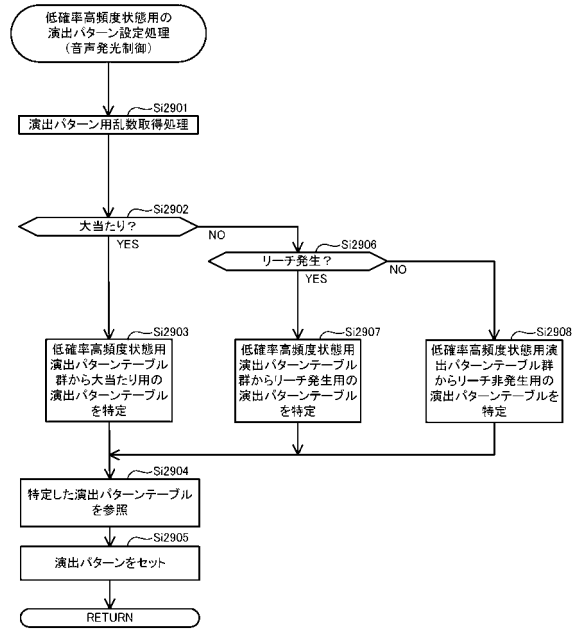 低確率高頻度状態用の
演出パターン設定処理
(音声発光制御)
Si2901
演出パターン用乱数取得処理
Si2902
大当たり?
YES
NO
Si2906
リーチ発生?
YES
NO
Si2903
低確率高頻度状態用
演出パターンテーブル
群から大当たり用の
演出パターンテーブル
を特定
Si2907
低確率高頻度状態用
演出パターンテーブル
群からリーチ発生用の
演出パターンテーブル
を特定
Si2908
低確率高頻度状態用演
出パターンテーブル群
からリーチ非発生用の
演出パターンテーブルを
特定
Si2904
特定した演出パターンテーブル
を参照
Si2905
演出パターンをセット
RETURN